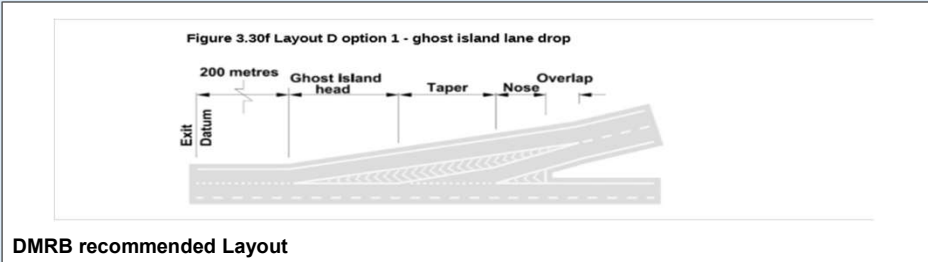 Figure 3.30f Layout D option 1 - ghost island lane drop
200 metres
Ghost Island
head
Taper
Nose
Overlap
Exit
Datum
DMRB recommended Layout